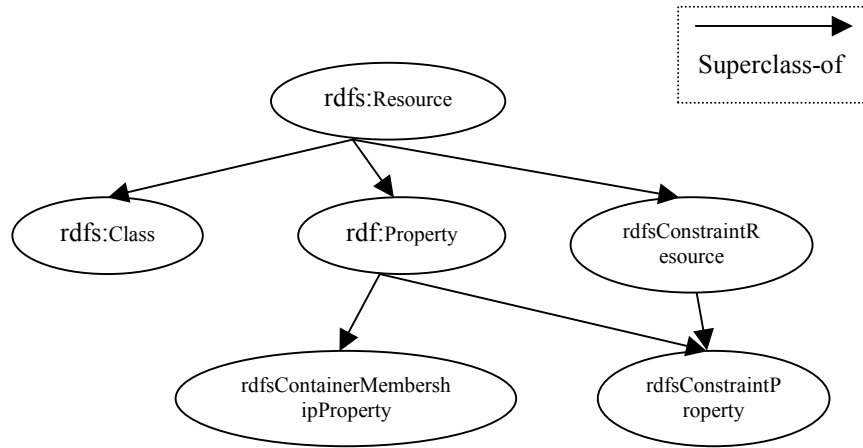 Superclass-of
rdfs:Resource
rdfs:Class
rdf:Property
rdfsConstraintR
esource
rdfsContainerMembersh
ipProperty
rdfsConstraintP
roperty